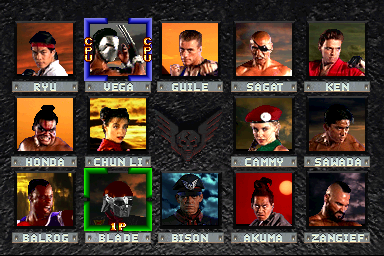 CPU CPU
RYU VEGA GUILE SAGAT KEN
HONDA CHUN LI CAMMY SAWADA
1P
BALROG BLADE BISON AKUMA ZANGIEF